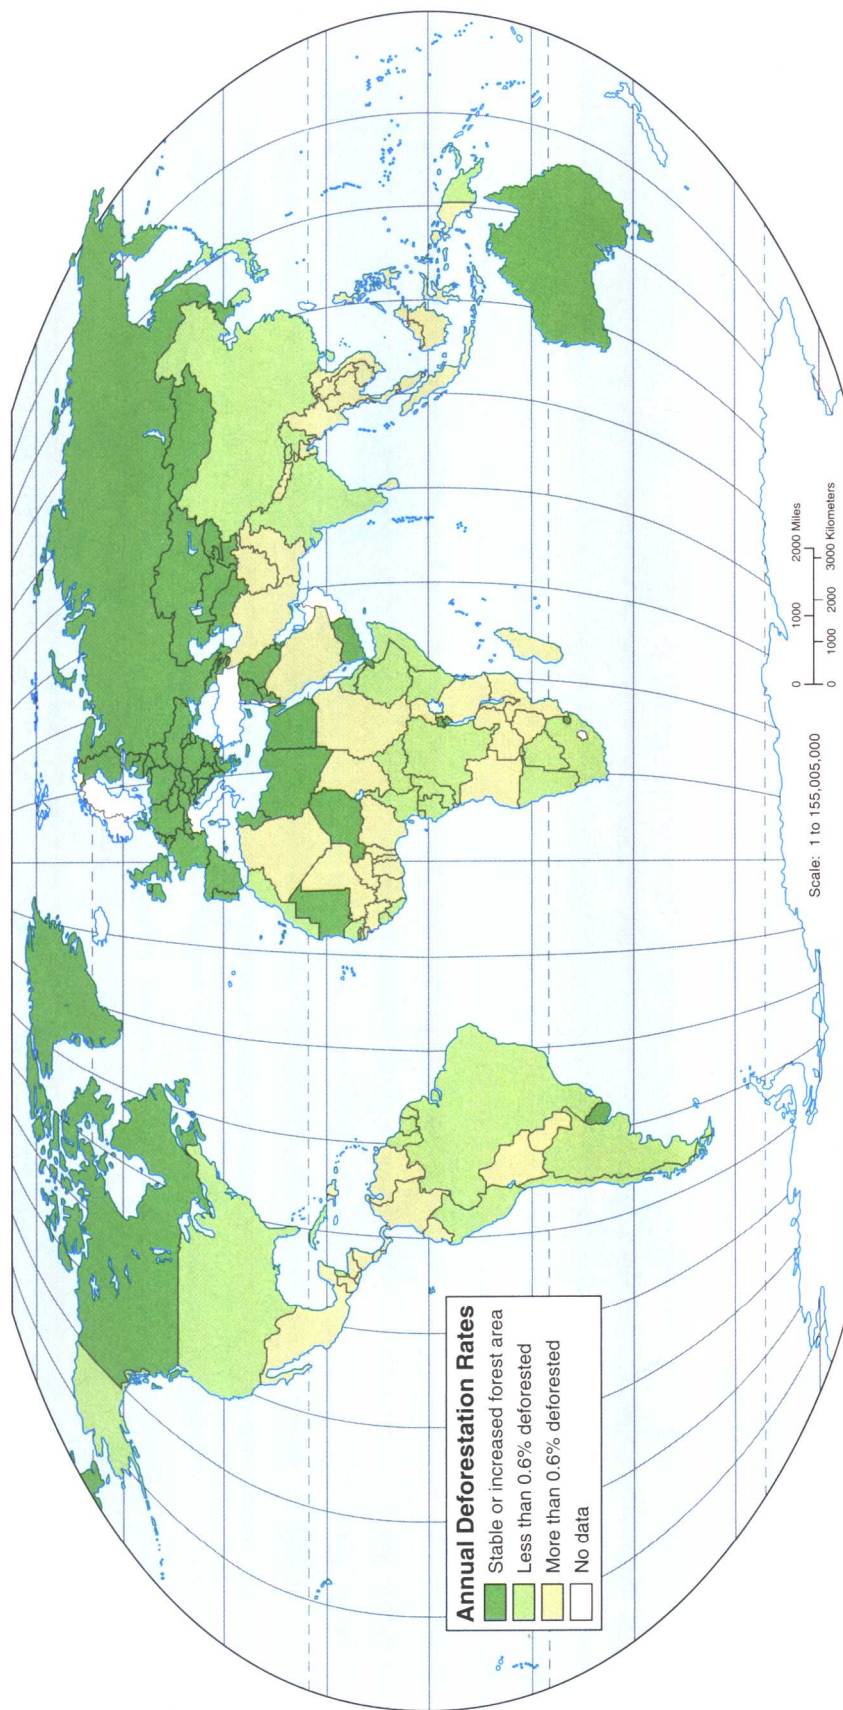 Annual Deforestation Rates
Stable or increased forest area
Less than 0.6% deforested
More than 0.6% deforested
No data
Scale: 1 to 155,005,000
0 1000 2000 Miles
0 1000 2000 3000 Kilometers